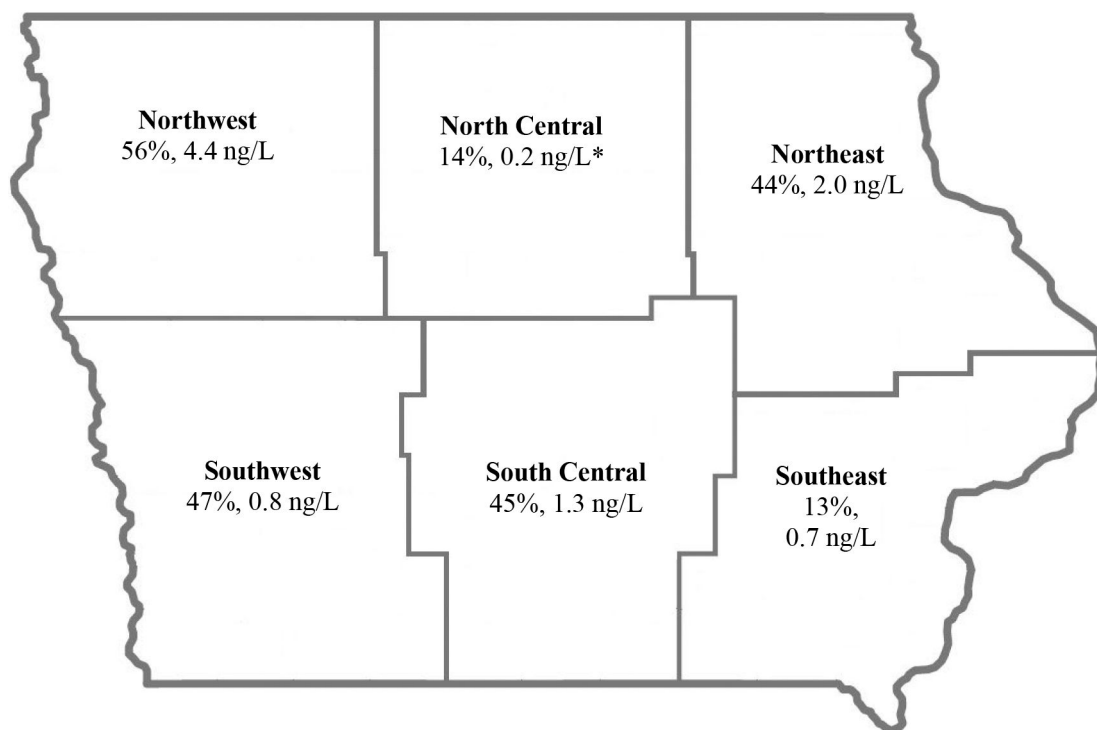 Northwest
56%, 4.4 ng/L
North Central
14%, 0.2 ng/L*
Northeast
44%, 2.0 ng/L
Southwest
47%, 0.8 ng/L
South Central
45%, 1.3 ng/L
Southeast
13%,
0.7 ng/L